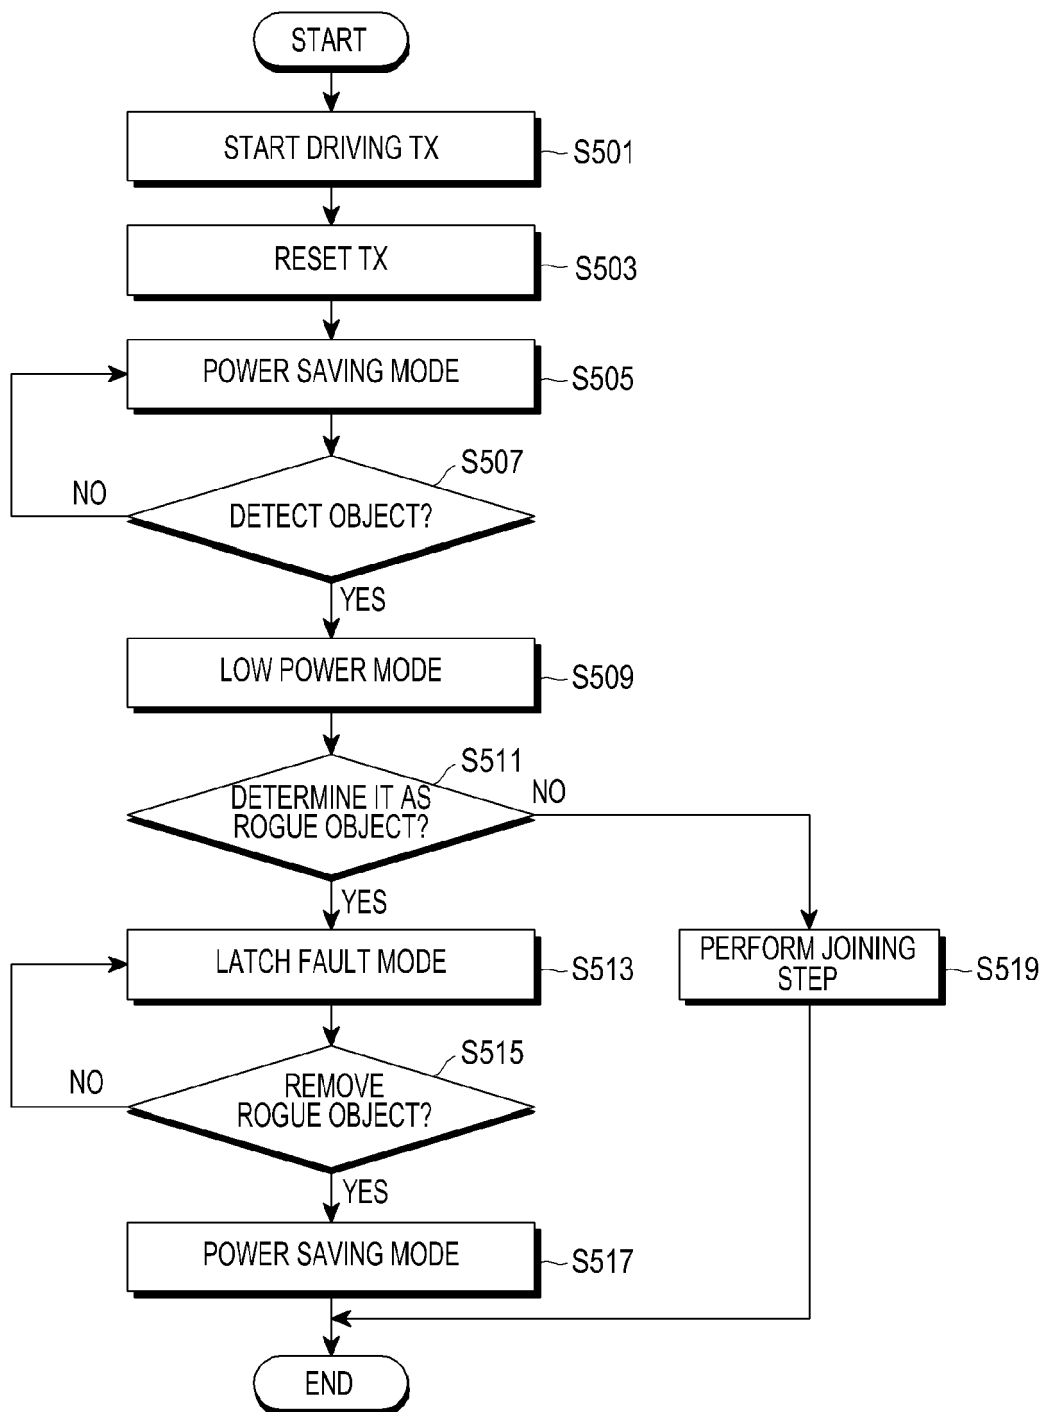 START
START DRIVING TX
S501
RESET TX
S503
POWER SAVING MODE
S505
S507
NO
DETECT OBJECT?
YES
LOW POWER MODE
S509
S511
DETERMINE IT AS
ROGUE OBJECT?
NO
YES
LATCH FAULT MODE
S513
PERFORM JOINING
STEP
S519
S515
NO
REMOVE
ROGUE OBJECT?
YES
POWER SAVING MODE
S517
END